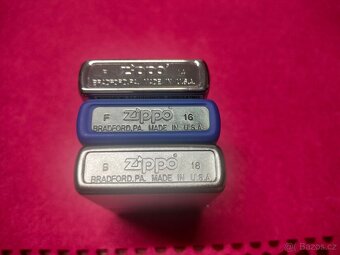 zippo
BRADFORD,PA. MADE IN U.S.A.
F zippo 16
BRADFORD,PA. MADE IN U.S.A.
zippo 16
BRADFORD,PA. MADE IN U.S.A.
Bazos.cz